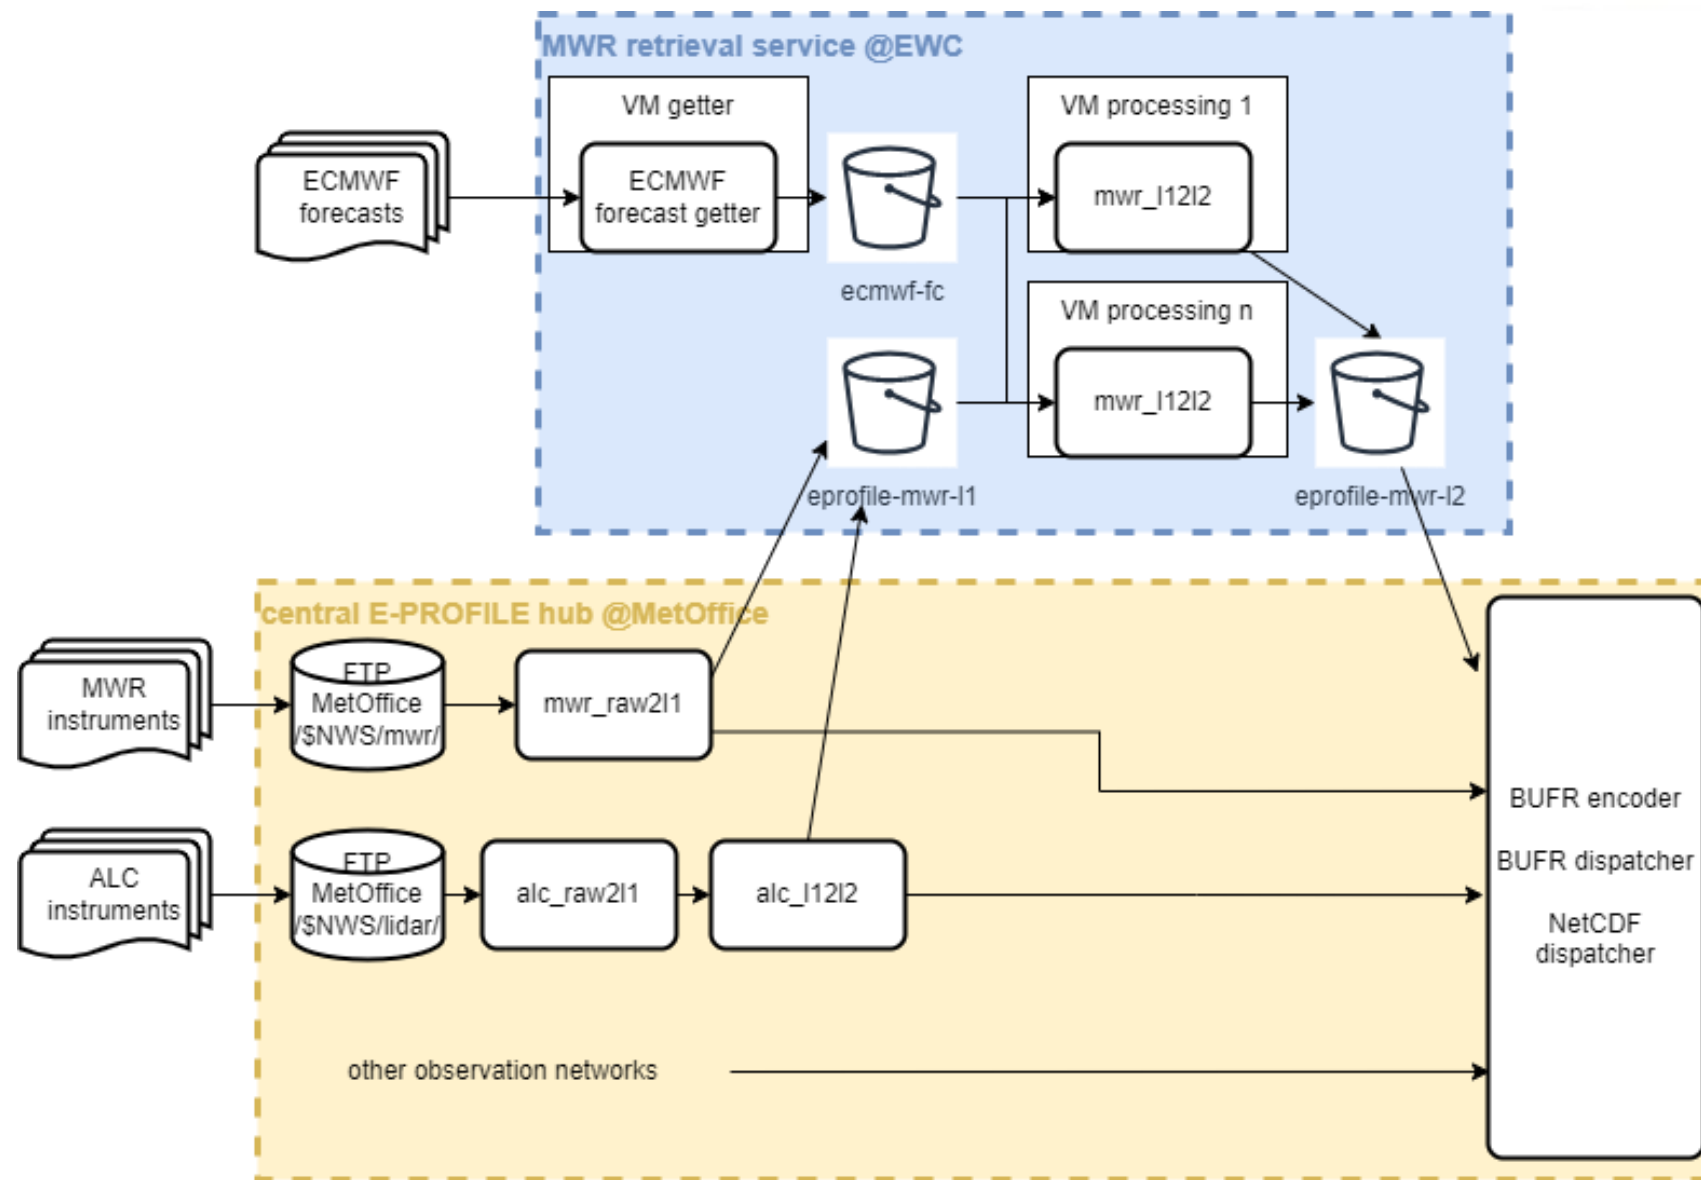 MWR retrieval service @EWC
VM getter
VM processing 1
ECMWF
forecasts
ECMWF
forecast getter
mwr_l12l2
ecmwf-fc
VM processing n
mwr_l12l2
eprofile-mwr-l1
eprofile-mwr-l2
central E-PROFILE hub @MetOffice
MWR
instruments
FTP
MetOffice
/$NWS/mwr/
mwr_raw2l1
ALC
instruments
FTP
MetOffice
/$NWS/lidar/
alc_raw2l1
alc_l12l2
BUFR encoder
BUFR dispatcher
NetCDF
dispatcher
other observation networks